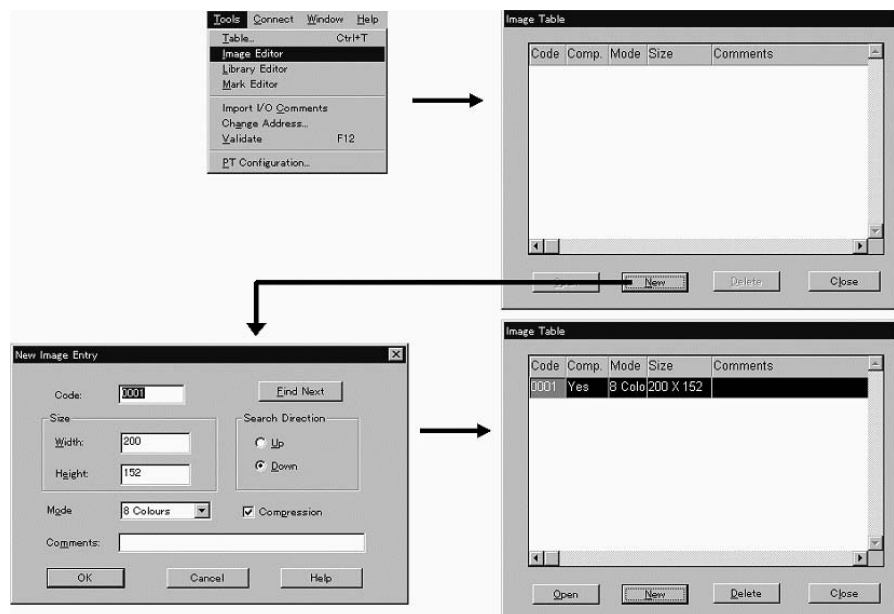 Tools Connect Window Help
Table... Ctrl+T
Image Editor
Library Editor
Mark Editor
Import I/O Comments
Change Address...
Validate F12
PT Configuration...
Image Table
Code Comp. Mode Size Comments
Open New Delete Close
New Image Entry
Code: 0001 Find Next
Size Search Direction
Width: 200 Up
Height: 152 Down
Mode 8 Colours Compression
Comments:
OK Cancel Help
Image Table
Code Comp. Mode Size Comments
0001 Yes 8 Colo 200 X 152
Open New Delete Close